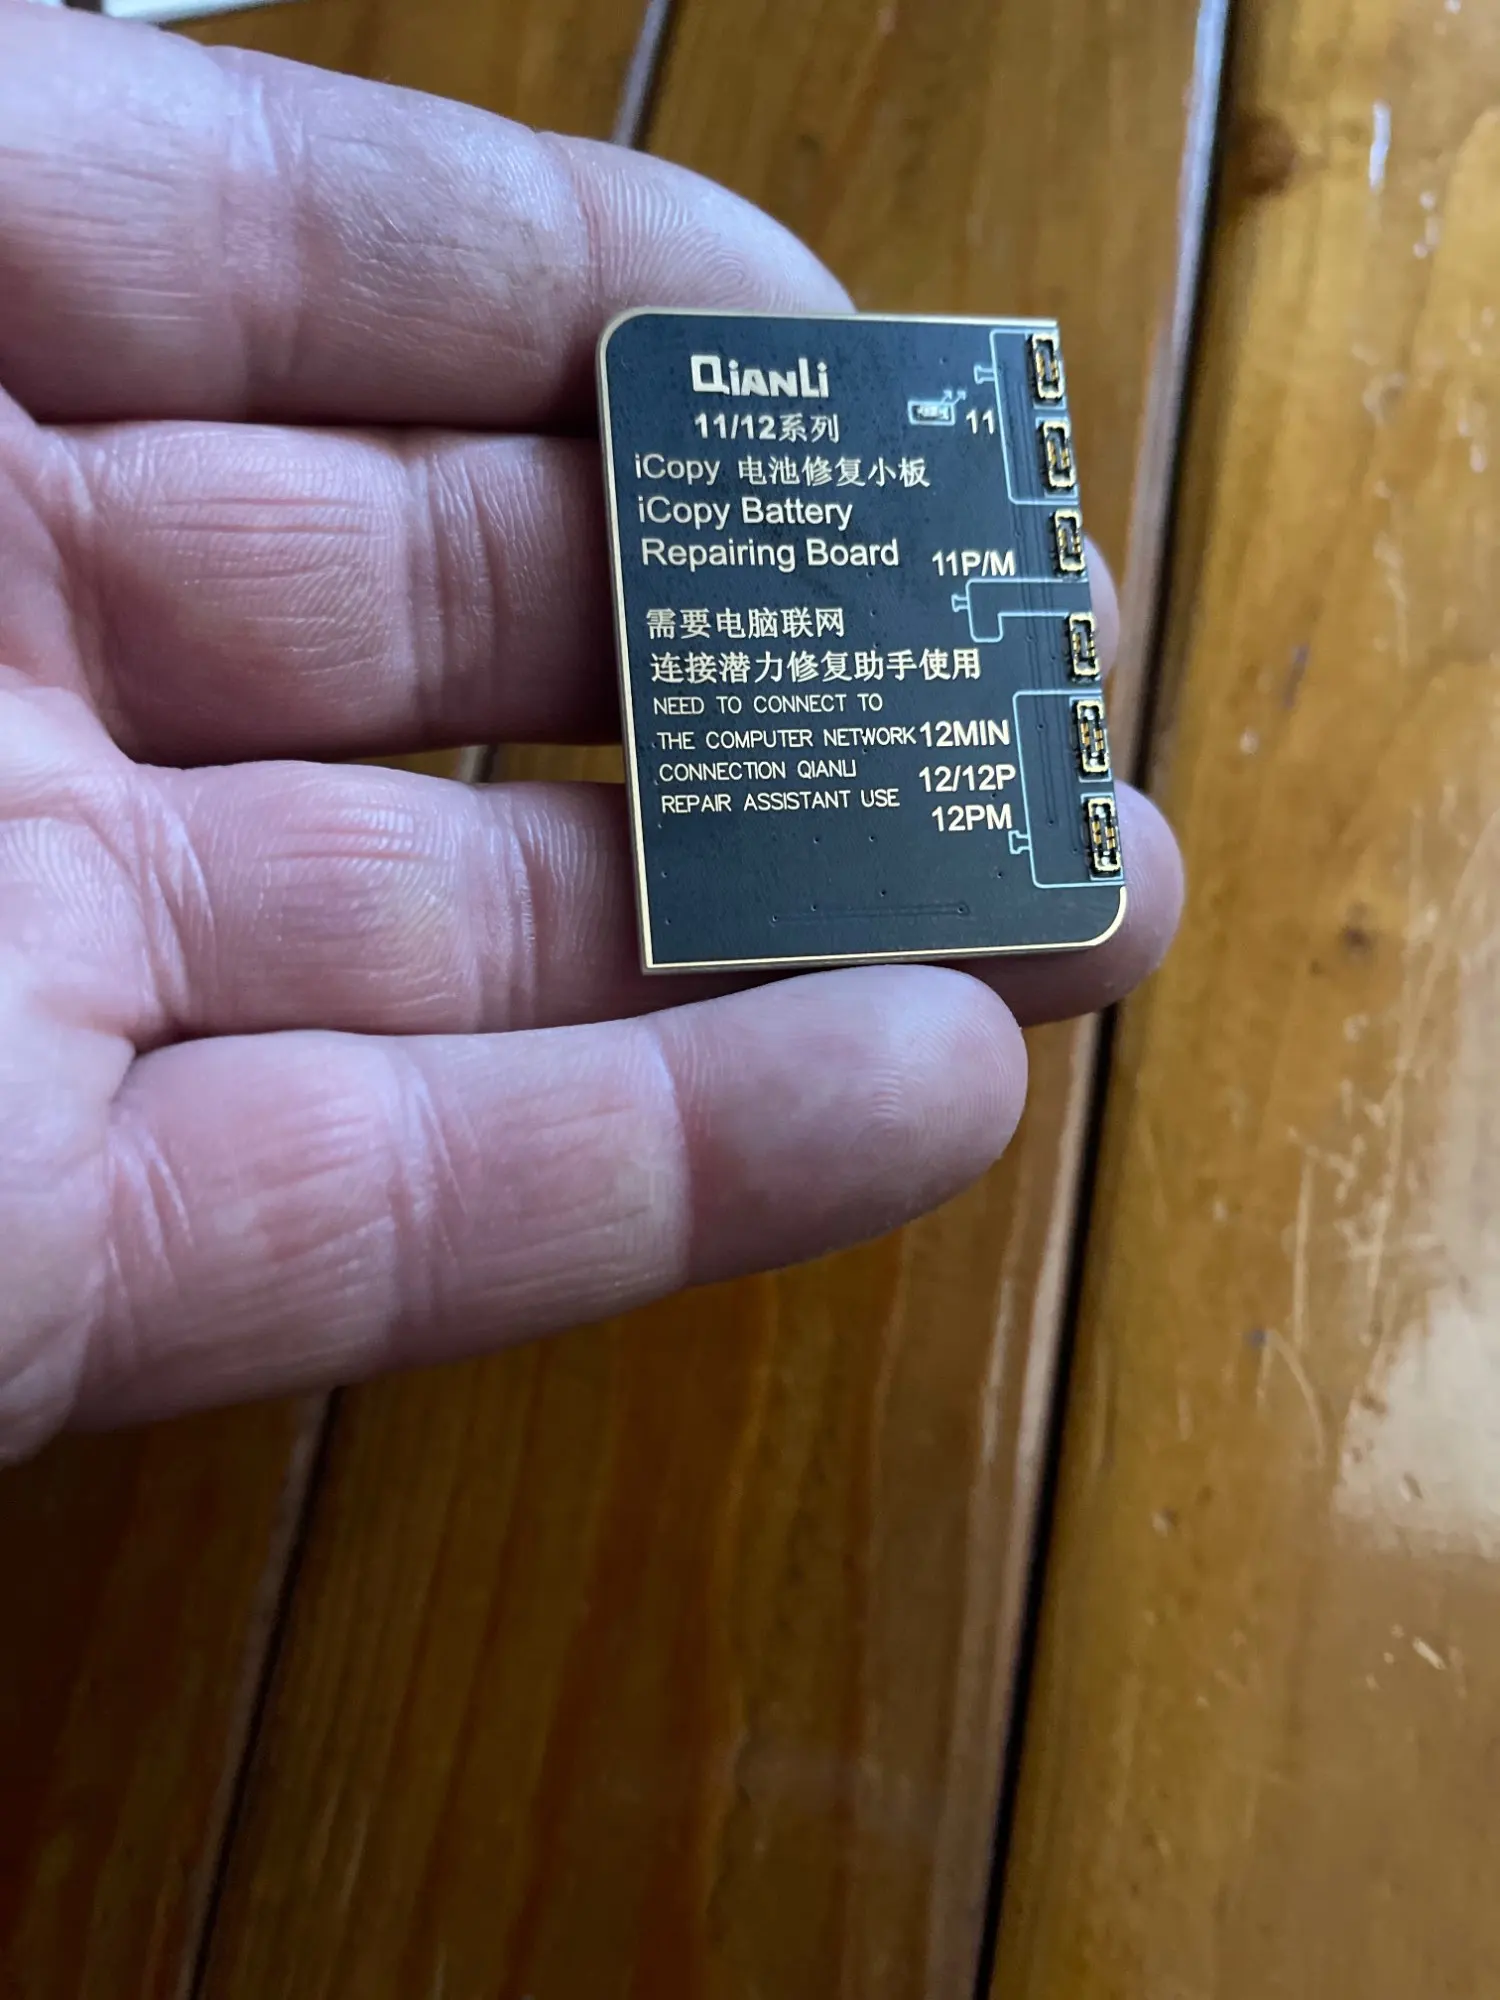 QIANLI
11/12系列
11
iCopy 电池修复小板
iCopy Battery
Repairing Board
11P/M
需要电脑联网
连接潜力修复助手使用
NEED TO CONNECT TO
THE COMPUTER NETWORK
12MIN
CONNECTION QIANLI
12/12P
REPAIR ASSISTANT USE
12PM